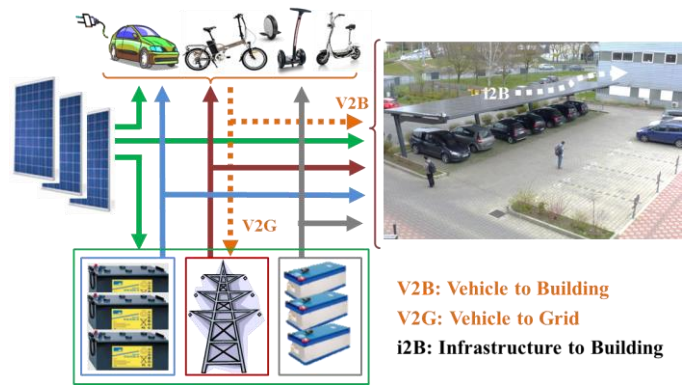 i2B
V2B
V2G
V2B: Vehicle to Building
V2G: Vehicle to Grid
i2B: Infrastructure to Building